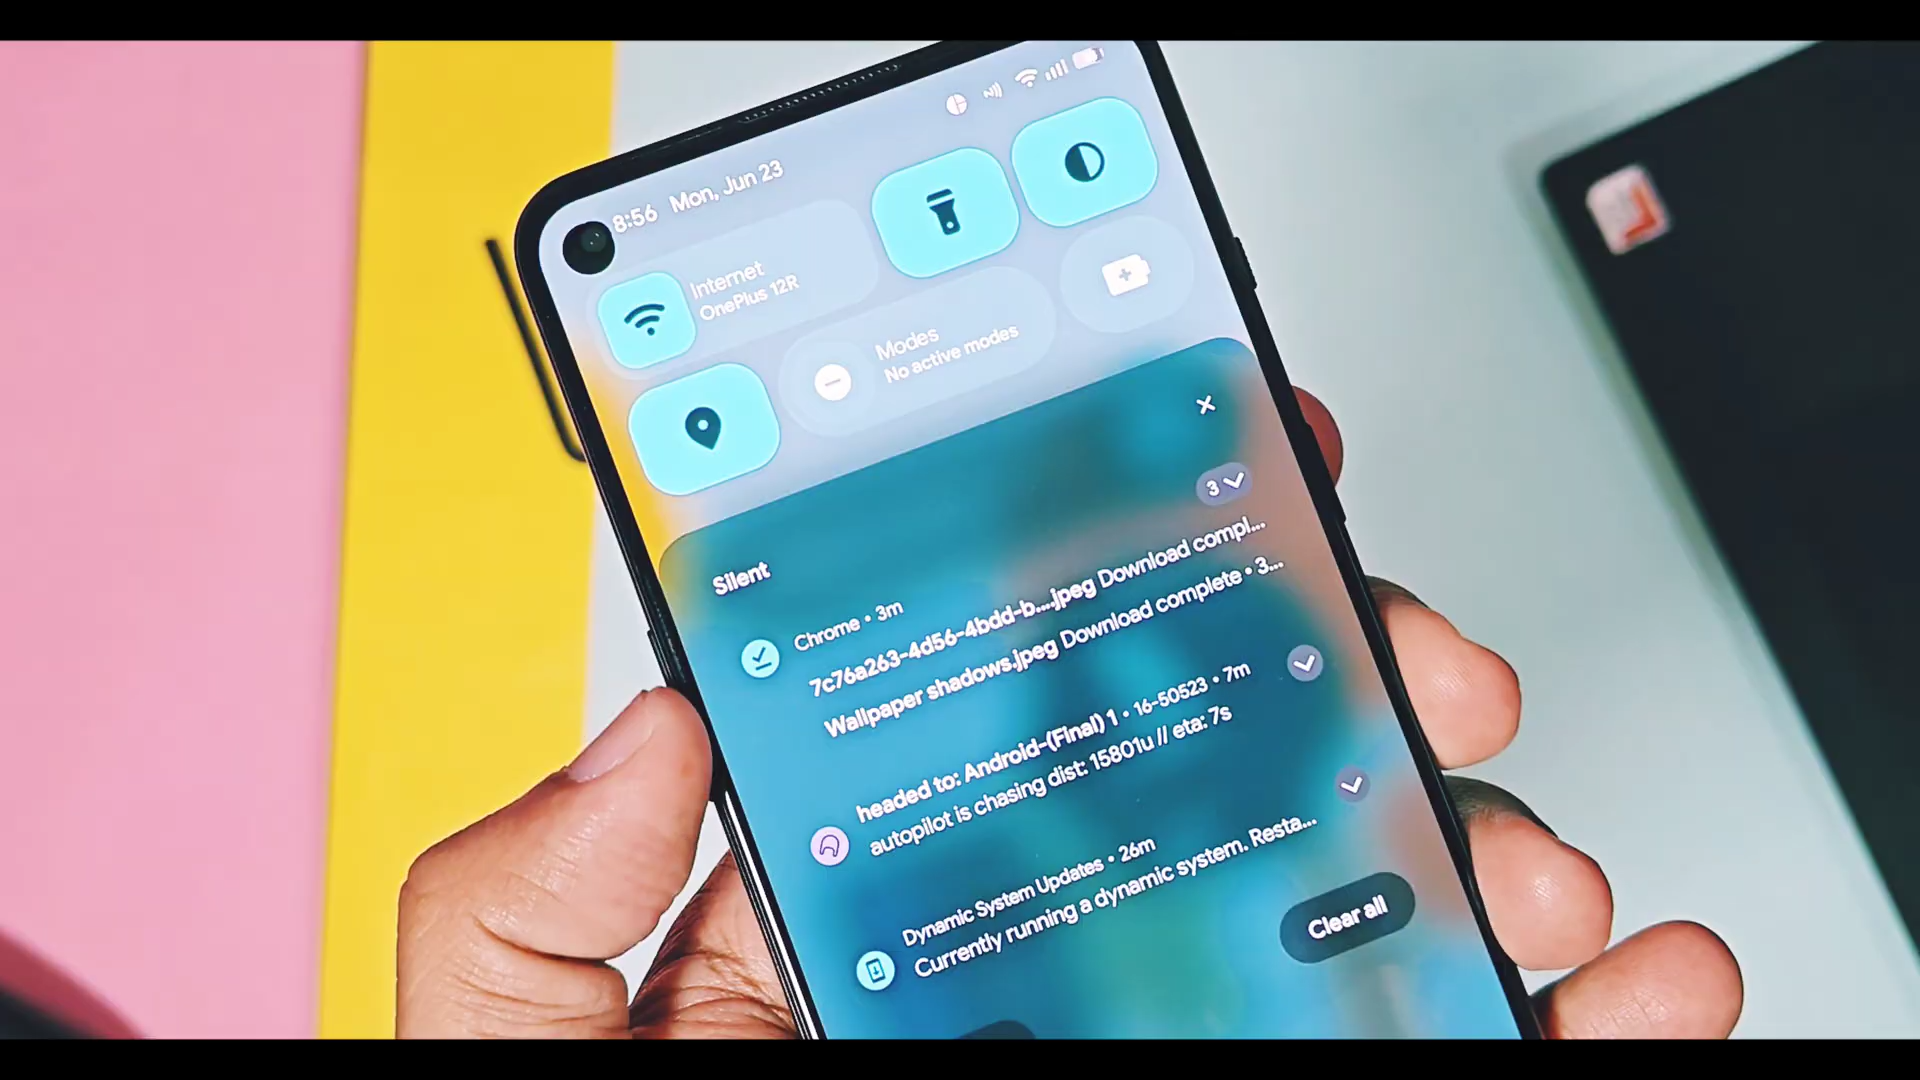 8:56 Mon, Jun 23
Internet
OnePlus 12R
Modes
No active modes
3
Silent
Chrome • 3m
7c76a263-4d56-4bdd-b....jpeg Download compl...
Wallpaper shadows.jpeg Download complete • 3...
headed to: Android-(Final) 1 • 16-50523 • 7m
autopilot is chasing dist: 15801u // eta: 7s
Dynamic System Updates • 26m
Currently running a dynamic system. Resta...
Clear all